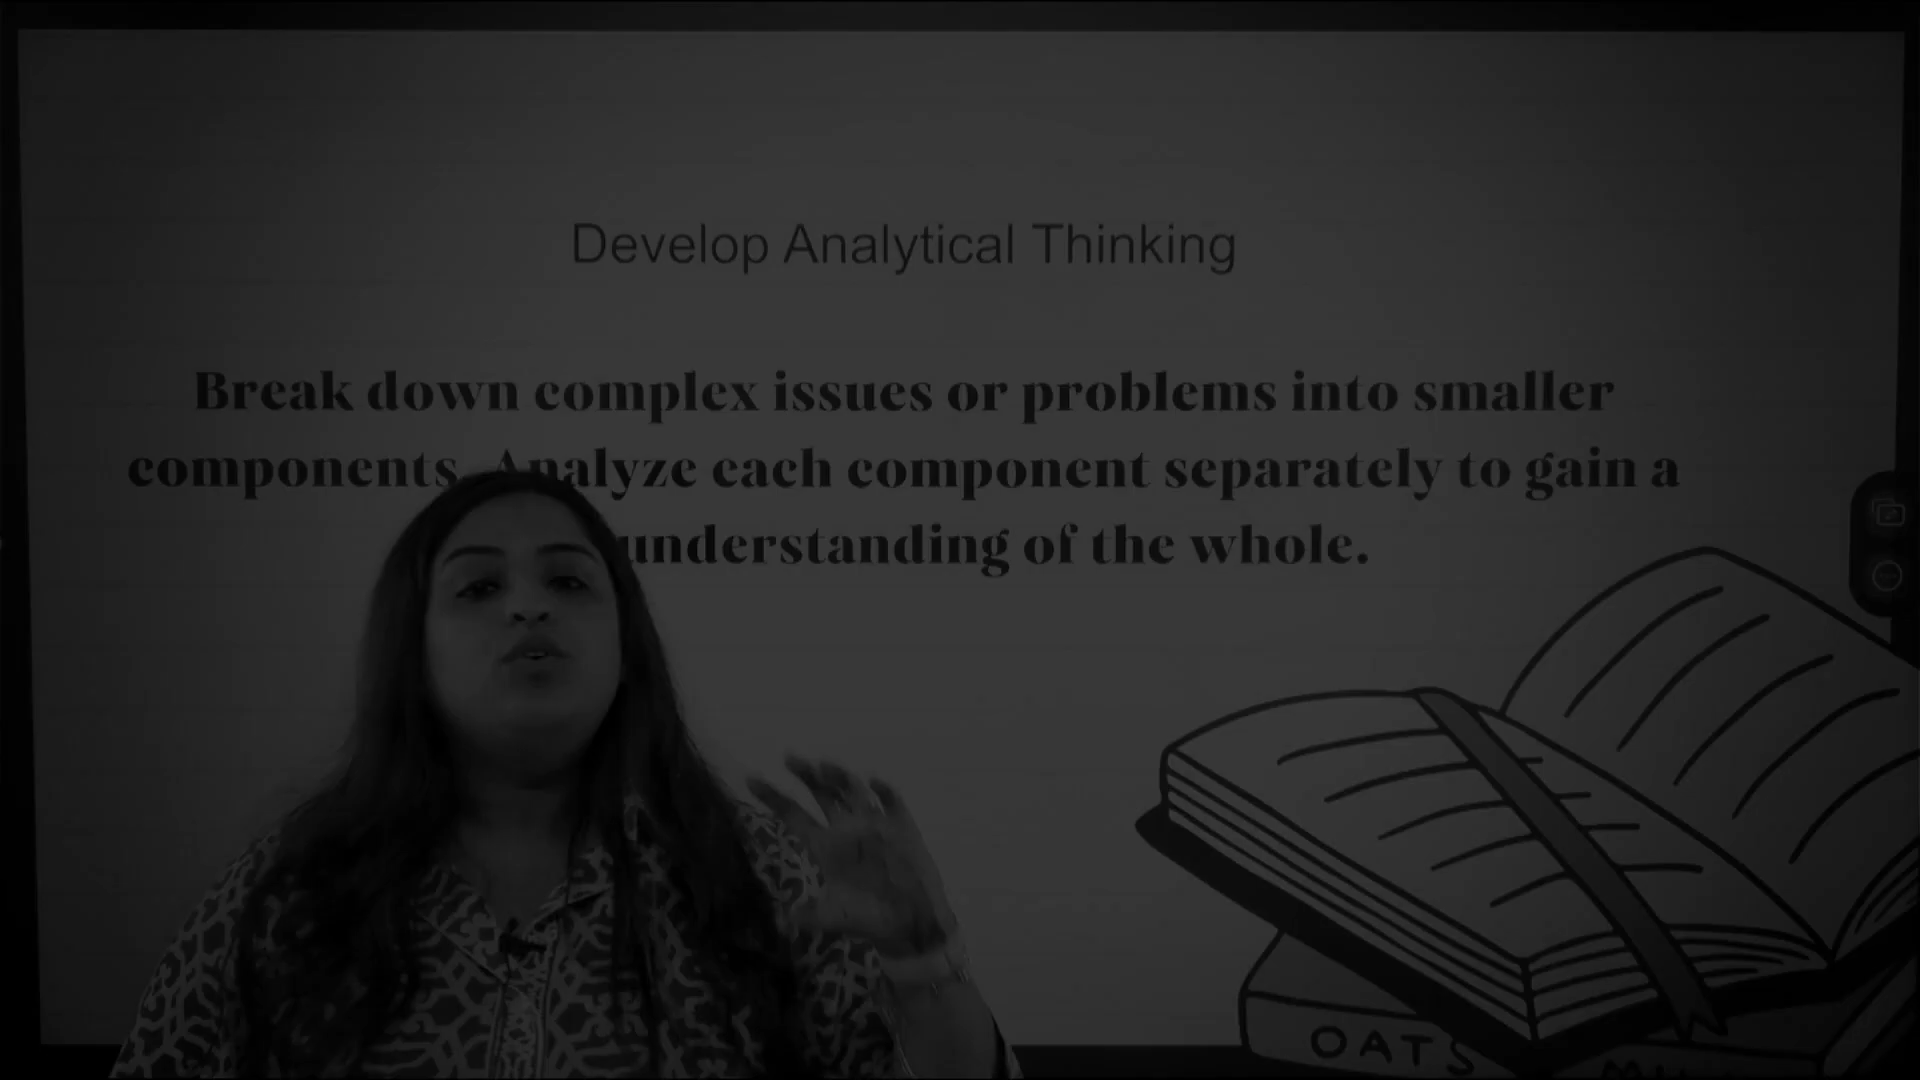 Develop Analytical Thinking
Break down complex issues or problems into smaller
components. Analyze each component separately to gain a
understanding of the whole.
OATS